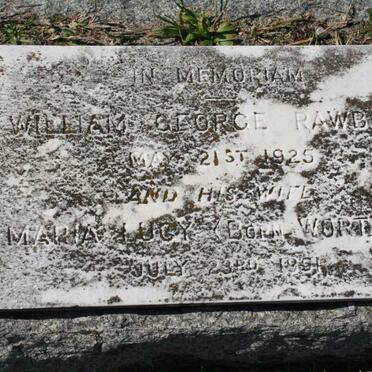 IN MEMORIAM
WILLIAM GEORGE RAWB
MAY 21ST 1925
AND HIS WIFE
MARIA LUCY (BORN WORT
JULY 23RD 1951